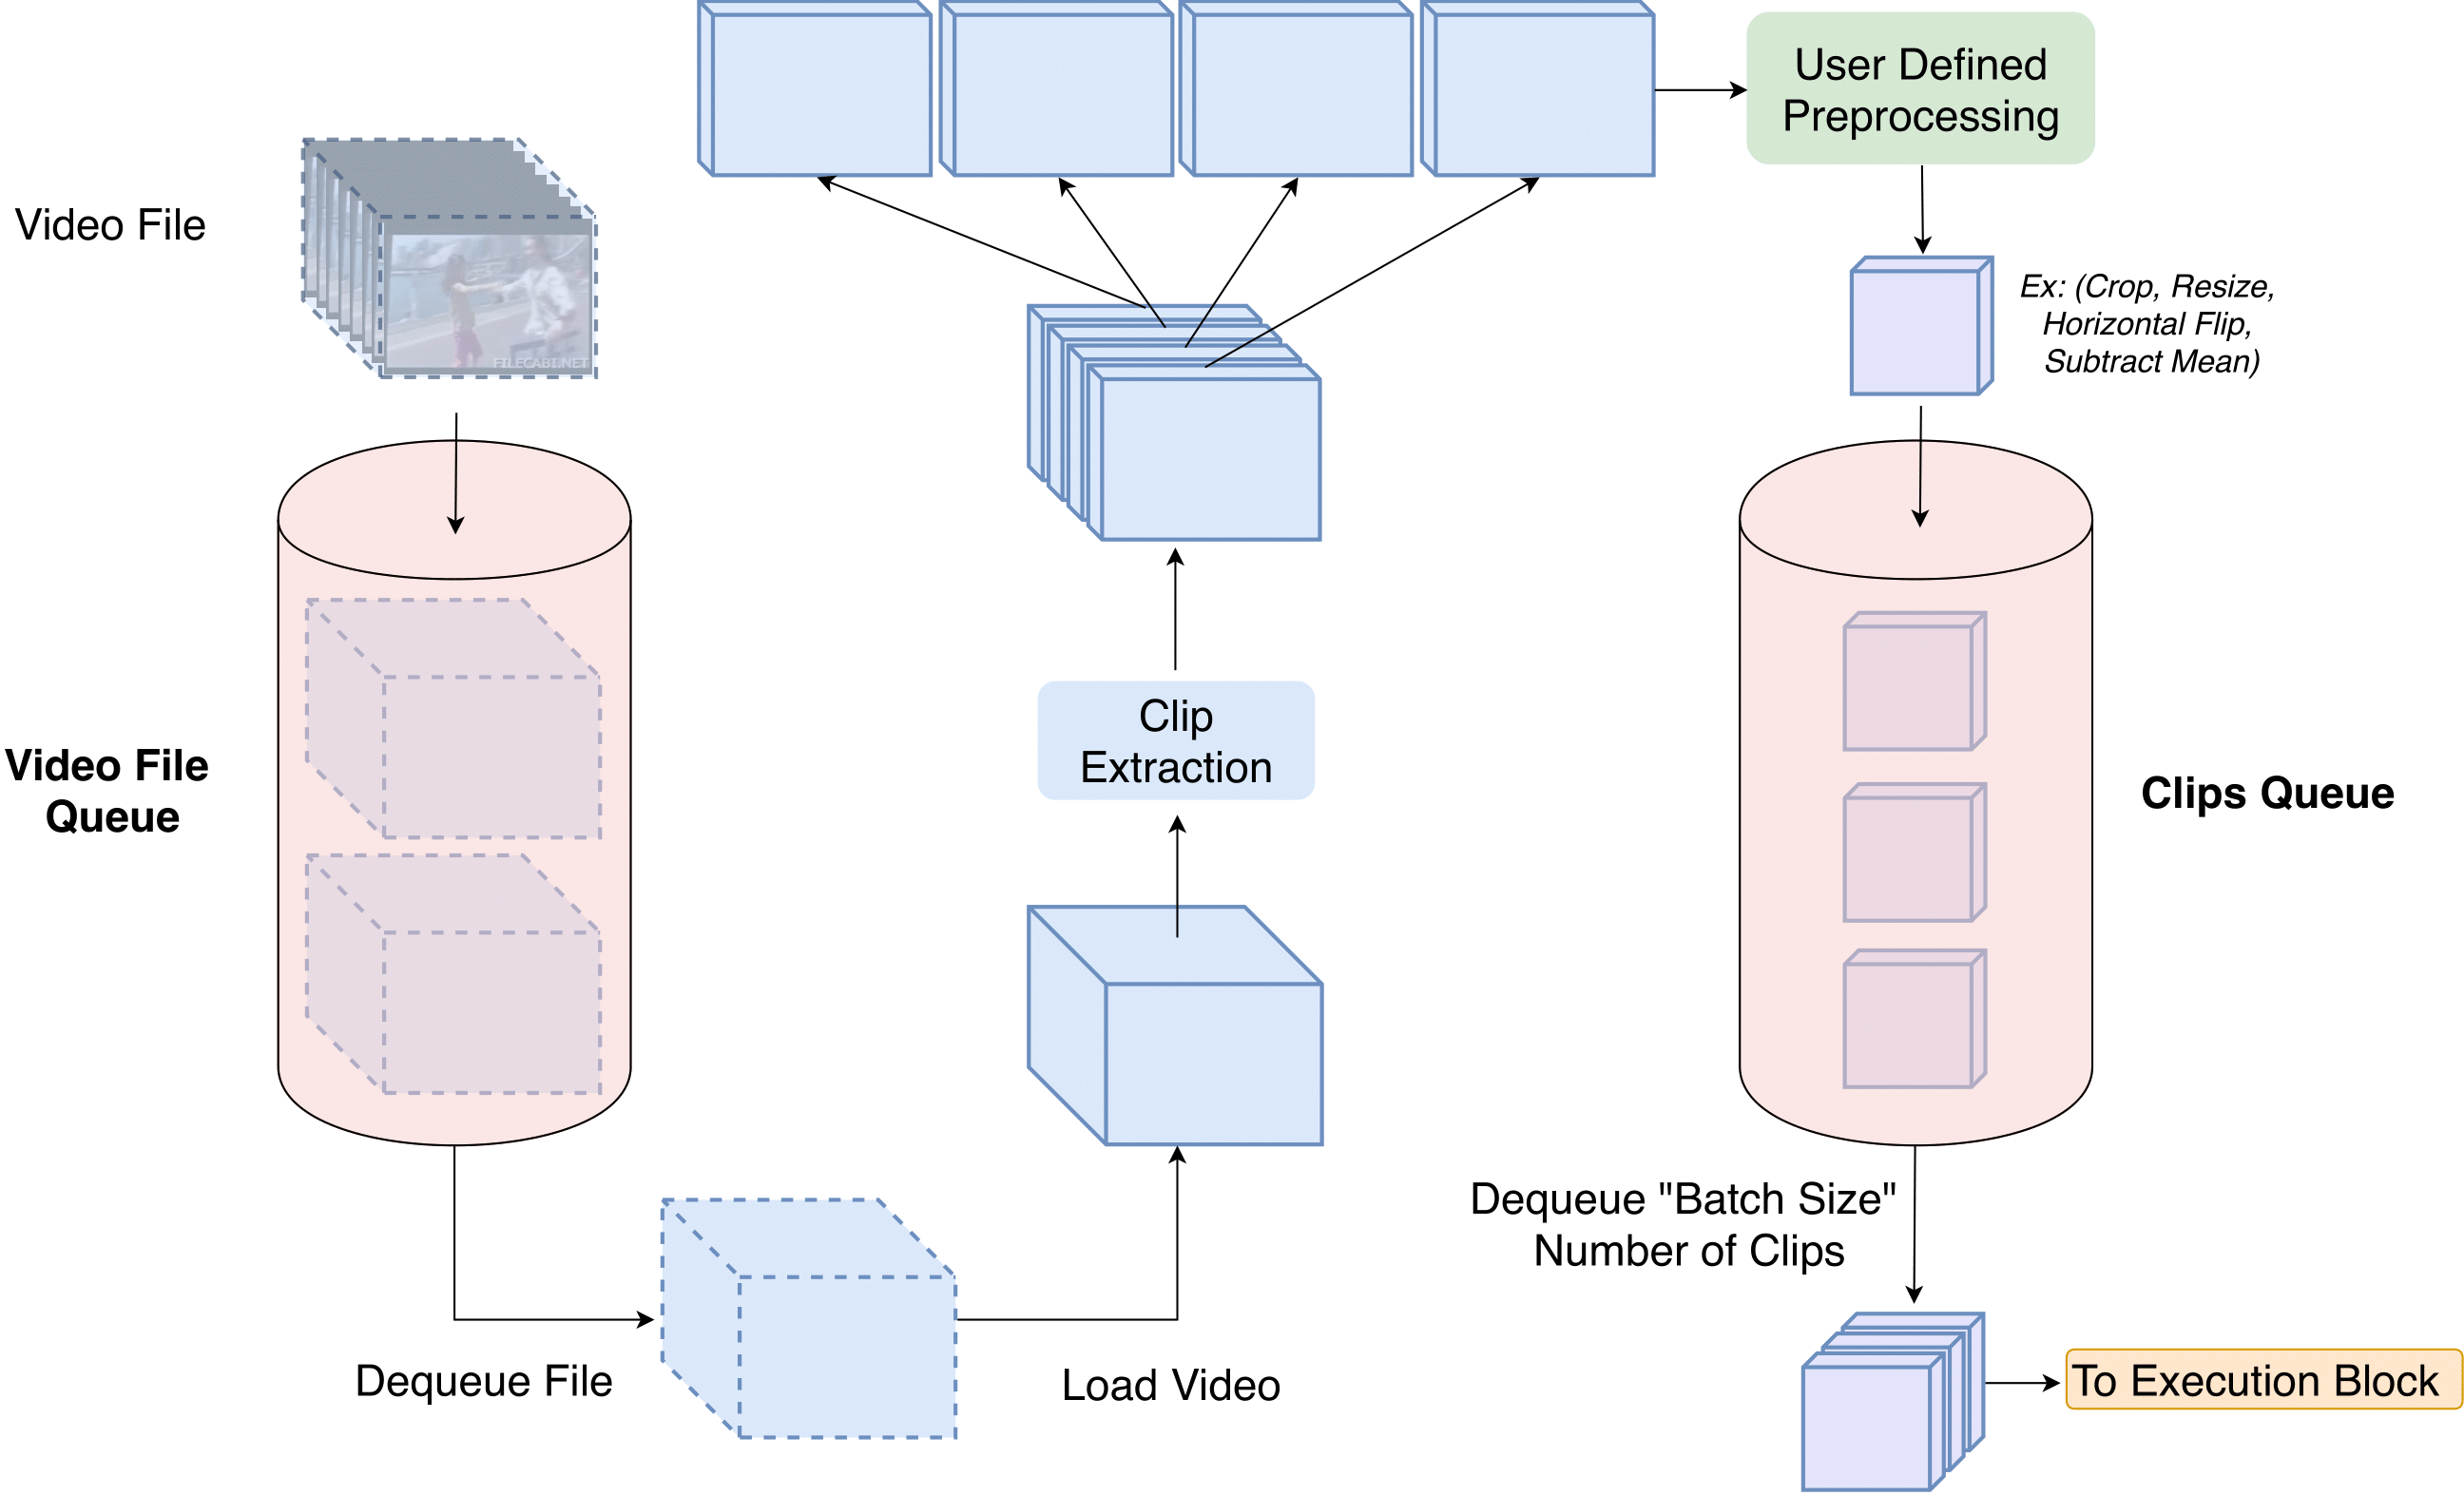 User Defined
Preprocessing
Video File
FILECABI.NET
Ex: (Crop, Resize,
Horizontal Flip,
Subtract Mean)
Clip
Extraction
Video File
Queue
Clips Queue
Dequeue "Batch Size"
Number of Clips
Dequeue File
Load Video
To Execution Block